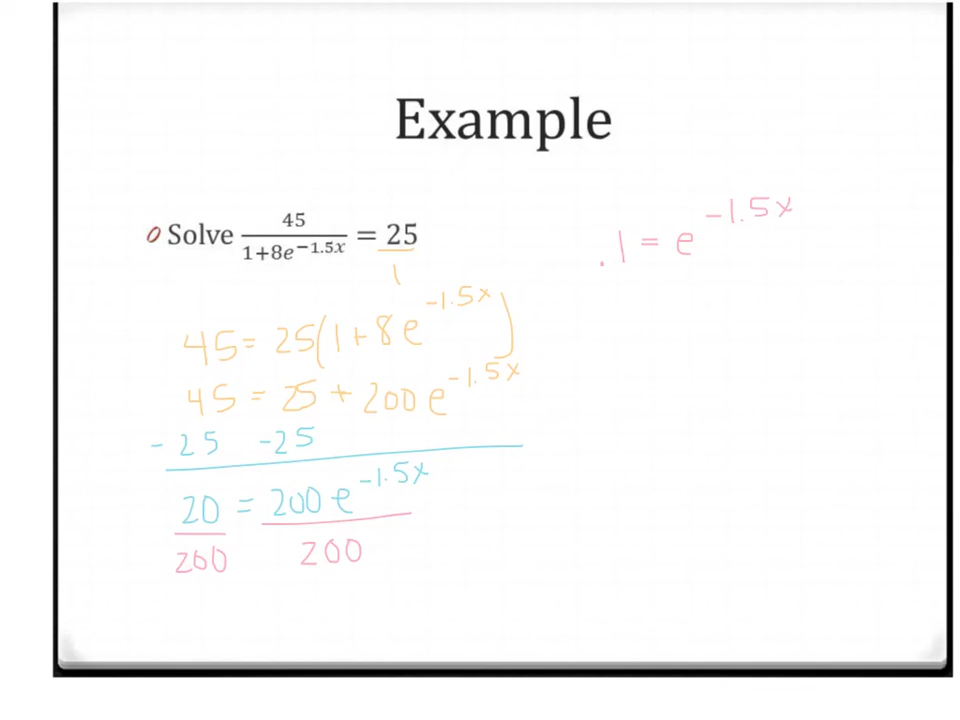 Example
Solve 45/(1+8e^−1.5x) = 25
1
45 = 25(1 + 8e^-1.5x)
45 = 25 + 200e^-1.5x
-25 -25
20 = 200e^-1.5x
200 200
.1 = e^-1.5x